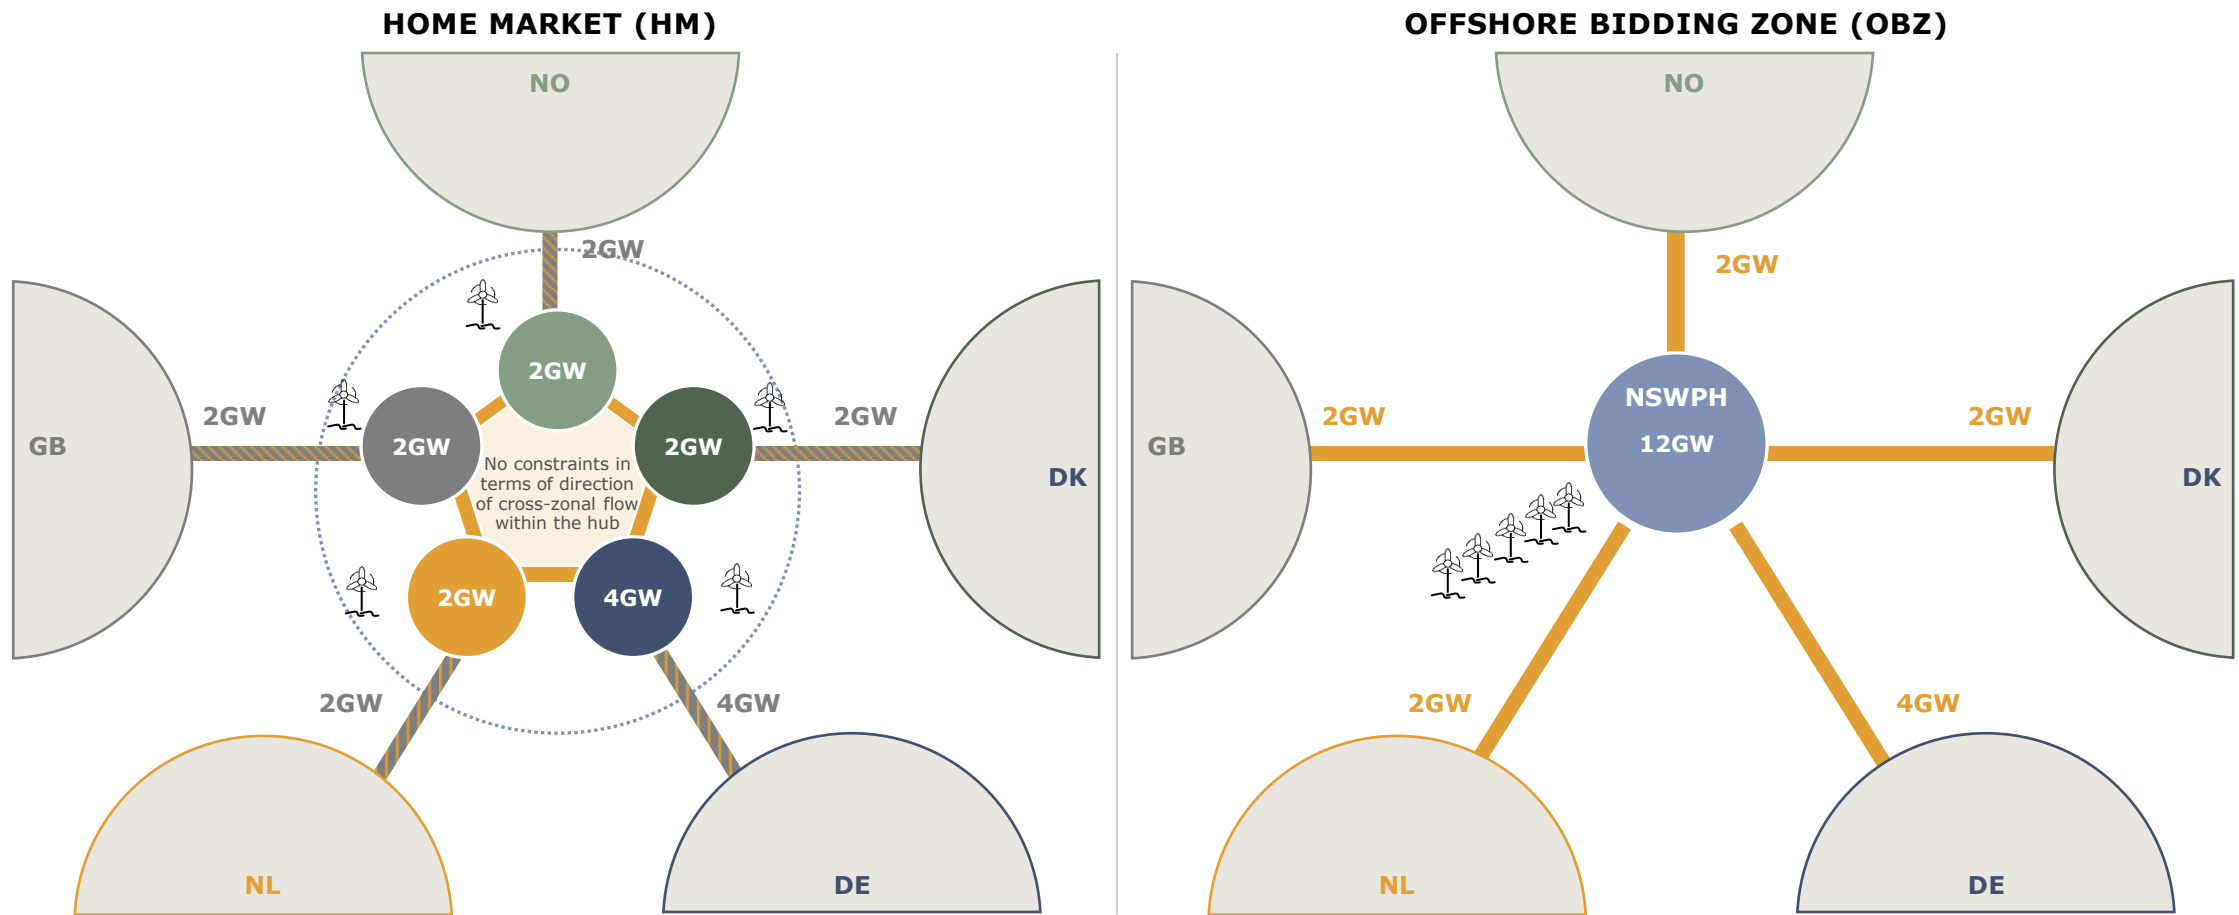 HOME MARKET (HM)
NO
2GW
2GW
2GW
2GW
2GW
2GW
GB
No constraints in
terms of direction
of cross-zonal flow
within the hub
DK
2GW
4GW
2GW
4GW
NL
DE
OFFSHORE BIDDING ZONE (OBZ)
NO
2GW
NSWPH
12GW
2GW
2GW
GB
DK
2GW
4GW
NL
DE